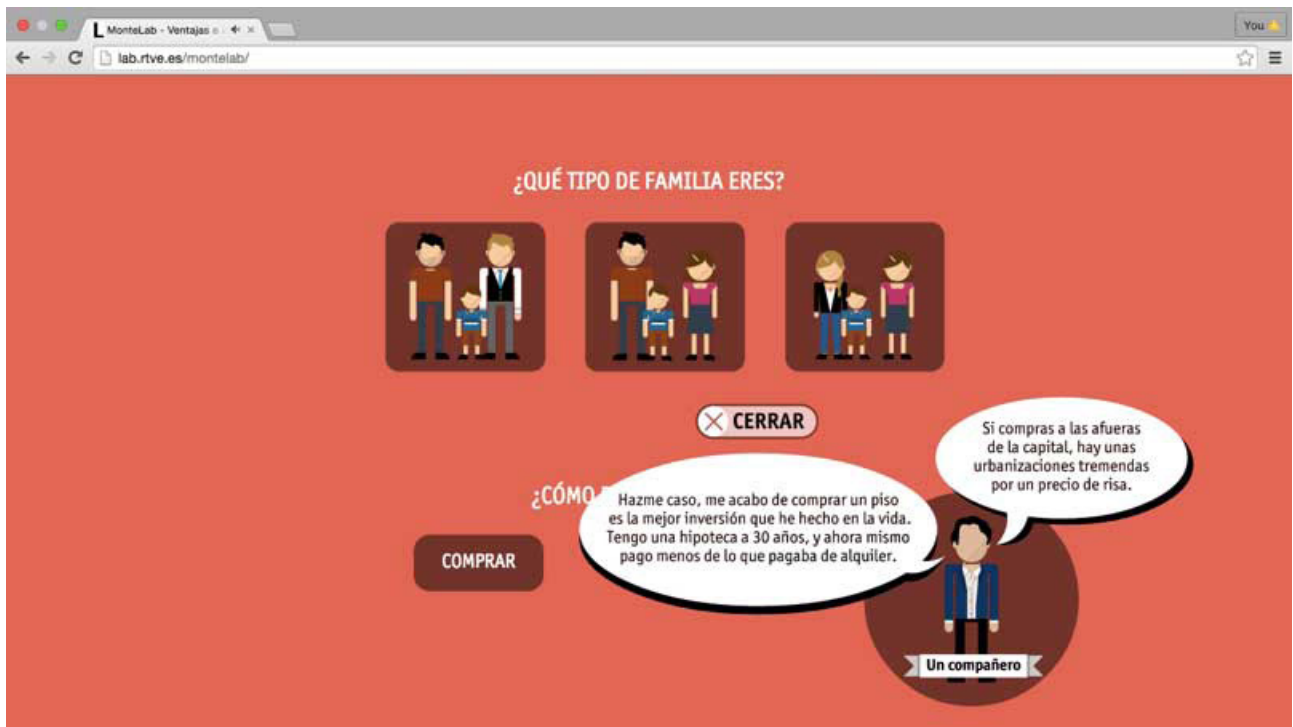 MonteLab - Ventajas
You
lab.rtve.es/montelab/
¿QUÉ TIPO DE FAMILIA ERES?
CERRAR
Si compras a las afueras
de la capital, hay unas
urbanizaciones tremendas
por un precio de risa.
¿CÓMO
Hazme caso, me acabo de comprar un piso
es la mejor inversión que he hecho en la vida.
Tengo una hipoteca a 30 años, y ahora mismo
pago menos de lo que pagaba de alquiler.
COMPRAR
Un compañero